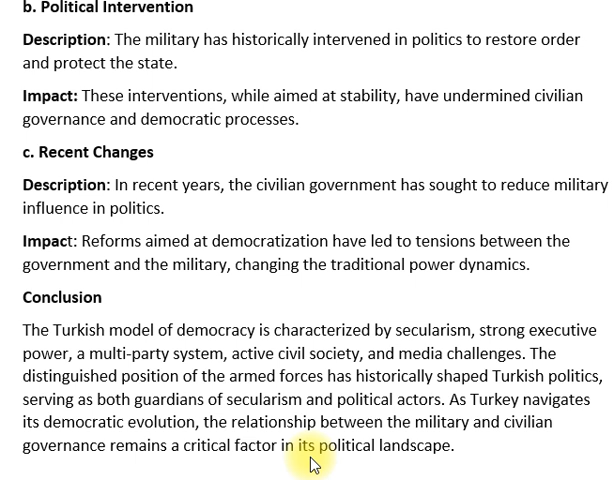 b. Political Intervention
Description: The military has historically intervened in politics to restore order
and protect the state.
Impact: These interventions, while aimed at stability, have undermined civilian
governance and democratic processes.
c. Recent Changes
Description: In recent years, the civilian government has sought to reduce military
influence in politics.
Impact: Reforms aimed at democratization have led to tensions between the
government and the military, changing the traditional power dynamics.
Conclusion
The Turkish model of democracy is characterized by secularism, strong executive
power, a multi-party system, active civil society, and media challenges. The
distinguished position of the armed forces has historically shaped Turkish politics,
serving as both guardians of secularism and political actors. As Turkey navigates
its democratic evolution, the relationship between the military and civilian
governance remains a critical factor in its political landscape.